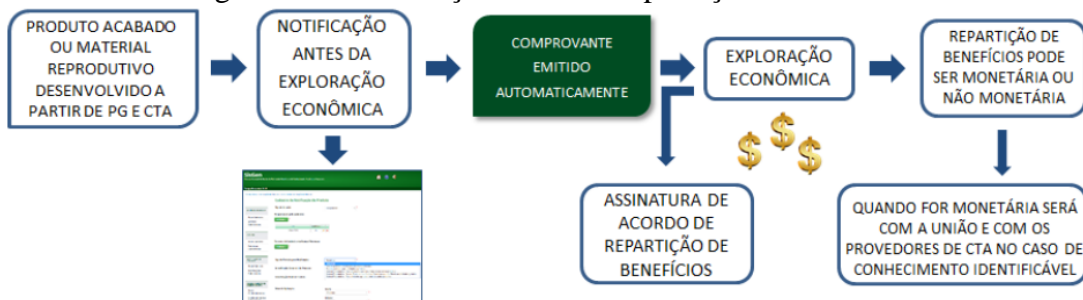 PRODUTO ACABADO
OU MATERIAL
REPRODUTIVO
DESENVOLVIDO A
PARTIR DE PG E CTA
NOTIFICAÇÃO
ANTES DA
EXPLORAÇÃO
ECONÔMICA
COMPROVANTE
EMITIDO
AUTOMATICAMENTE
EXPLORAÇÃO
ECONÔMICA
REPARTIÇÃO DE
BENEFÍCIOS PODE
SER MONETÁRIA OU
NÃO MONETÁRIA
$ $ $
ASSINATURA DE
ACORDO DE
REPARTIÇÃO DE
BENEFÍCIOS
QUANDO FOR MONETÁRIA SERÁ
COM A UNIÃO E COM OS
PROVEDORES DE CTA NO CASO DE
CONHECIMENTO IDENTIFICÁVEL